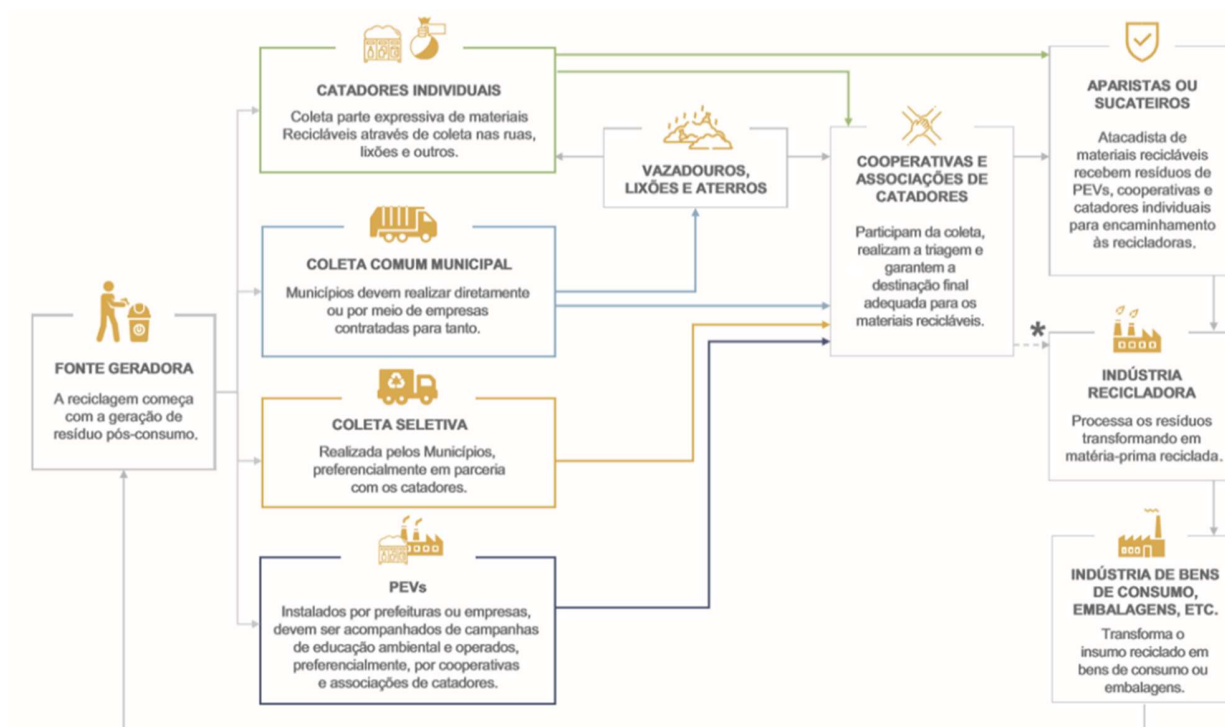 CATADORES INDIVIDUAIS
Coleta parte expressiva de materiais
Recicláveis através de coleta nas ruas,
lixões e outros.
VAZADOUROS,
LIXÕES E ATERROS
COOPERATIVAS E
ASSOCIAÇÕES DE
CATADORES
Participam da coleta,
realizam a triagem e
garantem a
destinação final
adequada para os
materiais recicláveis.
APARISTAS OU
SUCATEIROS
Atacadista de
materiais recicláveis
recebem resíduos de
PEVs, cooperativas e
catadores individuais
para encaminhamento
às recicladoras.
COLETA COMUM MUNICIPAL
Municípios devem realizar diretamente
ou por meio de empresas
contratadas para tanto.
FONTE GERADORA
A reciclagem começa
com a geração de
resíduo pós-consumo.
COLETA SELETIVA
Realizada pelos Municípios,
preferencialmente em parceria
com os catadores.
*
INDÚSTRIA
RECICLADORA
Processa os resíduos
transformando em
matéria-prima reciclada.
PEVs
Instalados por prefeituras ou empresas,
devem ser acompanhados de campanhas
de educação ambiental e operados,
preferencialmente, por cooperativas
e associações de catadores.
INDÚSTRIA DE BENS
DE CONSUMO,
EMBALAGENS, ETC.
Transforma o
insumo reciclado em
bens de consumo ou
embalagens.